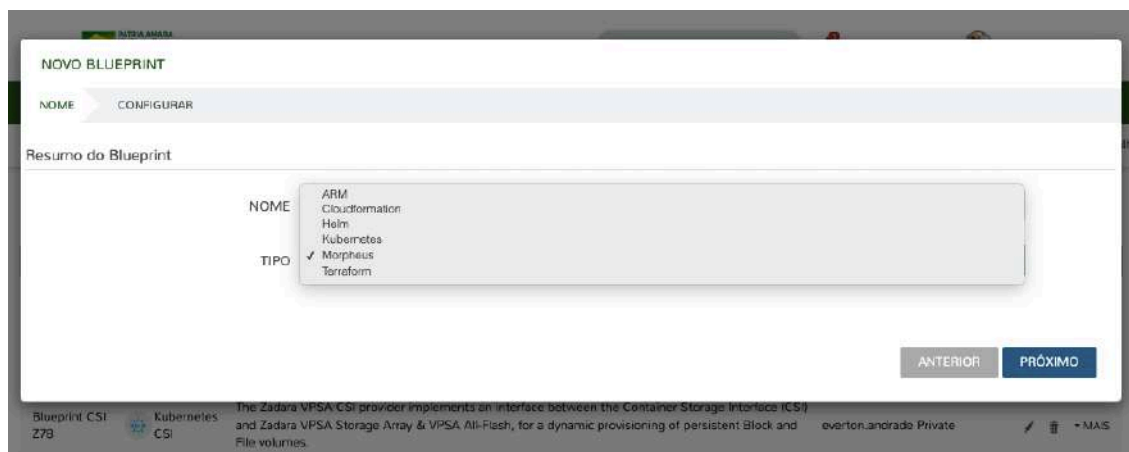 PÁTRIA AMADA
NOVO BLUEPRINT
NOME
CONFIGURAR
Resumo do Blueprint
NOME
ARM
Cloudformation
Helm
Kubernetes
✓ Morpheus
Terraform
TIPO
ANTERIOR
PRÓXIMO
Blueprint CSI
Z78
Kubernetes
CSI
The Zadara VPSA CSI provider implements an interface between the Container Storage Interface (CSI)
and Zadara VPSA Storage Array & VPSA All-Flash, for a dynamic provisioning of persistent Block and
File volumes.
everton.andrade Private
MAIS